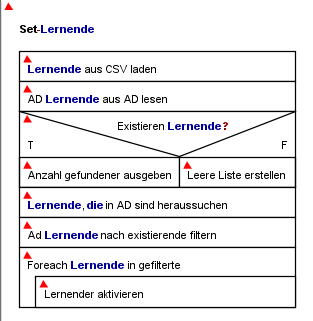 Set-Lernende
Lernende aus CSV laden
AD Lernende aus AD lesen
Existieren Lernende?
T
F
Anzahl gefundener ausgeben
Leere Liste erstellen
Lernende, die in AD sind heraussuchen
Ad Lernende nach existierende filtern
Foreach Lernende in gefilterte
Lernender aktivieren